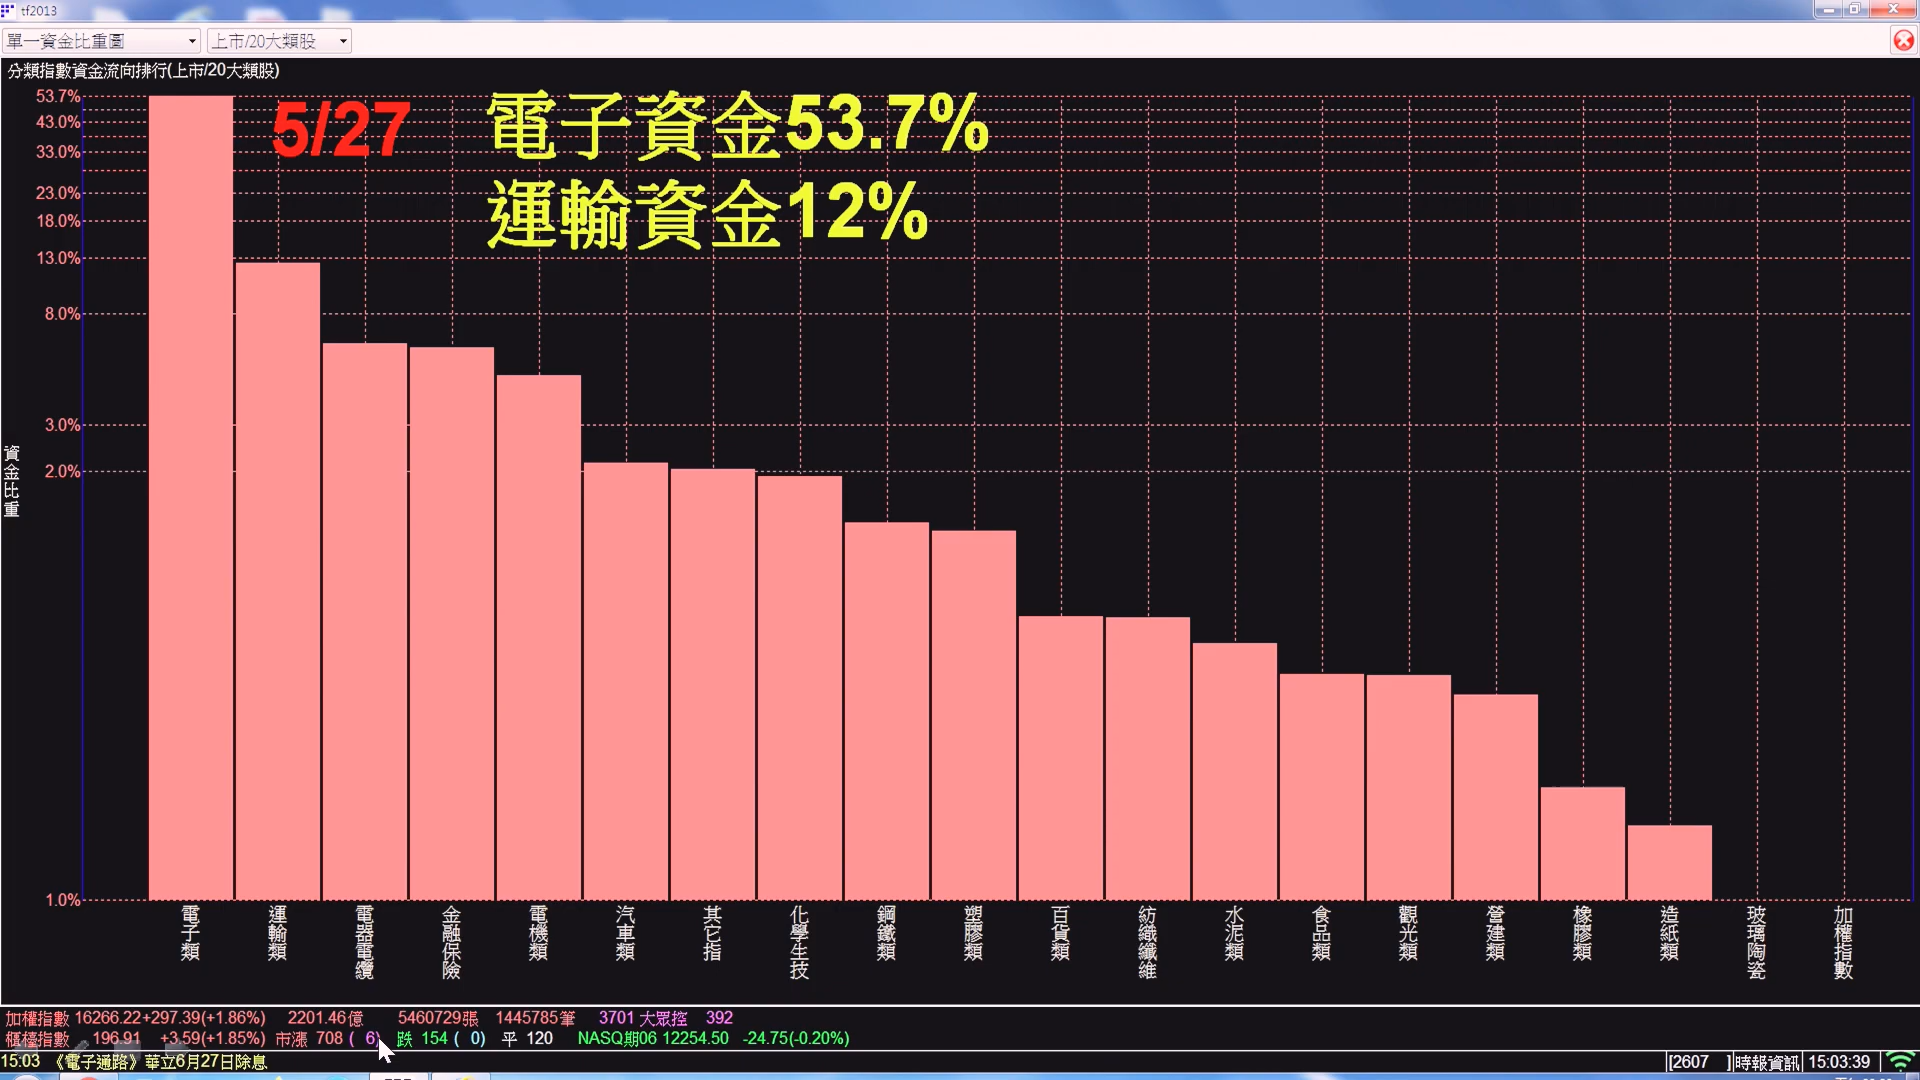 tf2013
單一資金比重圖 上市/20大類股
分類指數資金流向排行(上市/20大類股)
5/27
電子資金53.7%
運輸資金12%
53.7%
43.0%
33.0%
23.0%
18.0%
13.0%
8.0%
3.0%
2.0%
1.0%
資金比重
電子類
運輸類
電器電纜
金融保險
電機類
汽車類
其它指
化學生技
鋼鐵類
塑膠類
百貨類
紡織纖維
水泥類
食品類
觀光類
營建類
橡膠類
造紙類
玻璃陶瓷
加權指數
加權指數 16266.22+297.39(+1.86%) 2201.46億 5460729張 1445785筆 3701 大眾控 392
櫃檯指數 196.91 +3.59(+1.85%) 市漲 708 ( 6) 跌 154 ( 0) 平 120 NASQ期06 12254.50 -24.75(-0.20%)
15:03 《電子通路》華立6月27日除息 [2607 ]時報資訊 15:03:39